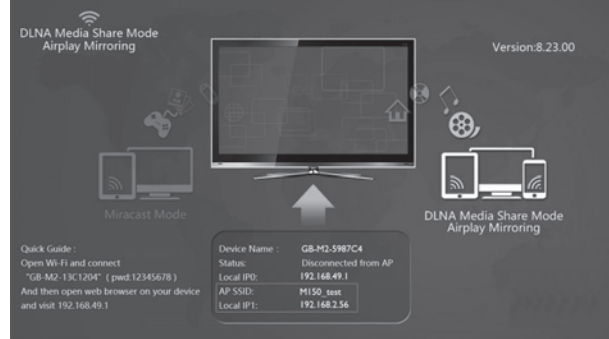 DLNA Media Share Mode
Airplay Mirroring
Version:8.23.00
Miracast Mode
DLNA Media Share Mode
Airplay Mirroring
Quick Guide :
Open Wi-Fi and connect
"GB-M2-13C1204" ( pwd:12345678 )
And then open web browser on your device
and visit 192.168.49.1
Device Name : GB-M2-5987C4
Status: Disconnected from AP
Local IP0: 192.168.49.1
AP SSID: M150_test
Local IP1: 192.168.2.56